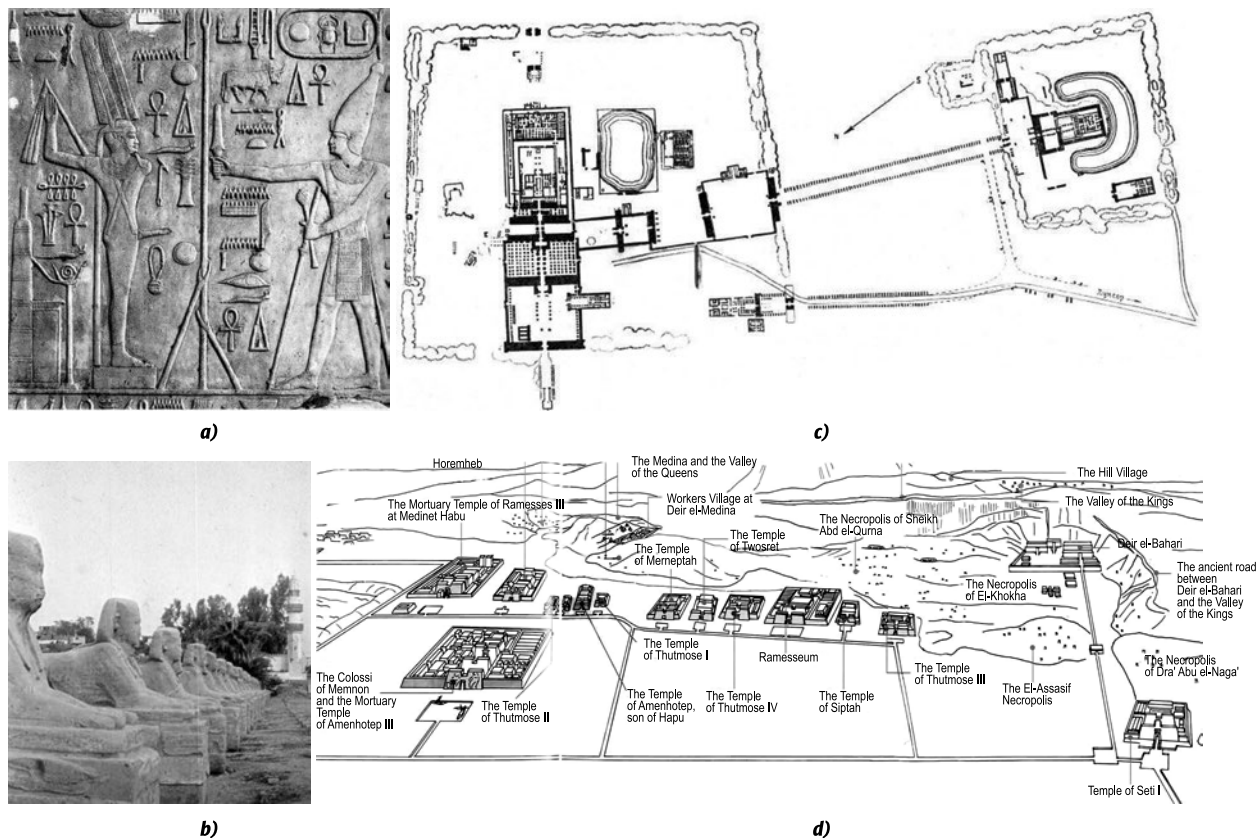 a)
S
N
c)
b)
Horemheb
The Medina and the Valley
of the Queens
The Hill Village
The Mortuary Temple of Ramesses III
at Medinet Habu
Workers Village at
Deir el-Medina
The Valley of the Kings
The Necropolis of Sheikh
Abd el-Qurna
The Temple
of Twosret
The Temple
of Merneptah
Deir el-Bahari
The ancient road
between
Deir el-Bahari
and the Valley
of the Kings
The Necropolis
of El-Khokha
The Temple
of Thutmose I
Ramesseum
The Temple
of Thutmose III
The Necropolis
of Dra' Abu el-Naga'
The Colossi
of Memnon
and the Mortuary
Temple
of Amenhotep III
The Temple
of Thutmose II
The Temple
of Amenhotep,
son of Hapu
The Temple
of Thutmose IV
The Temple
of Siptah
The El-Assasif
Necropolis
Temple of Seti I
d)